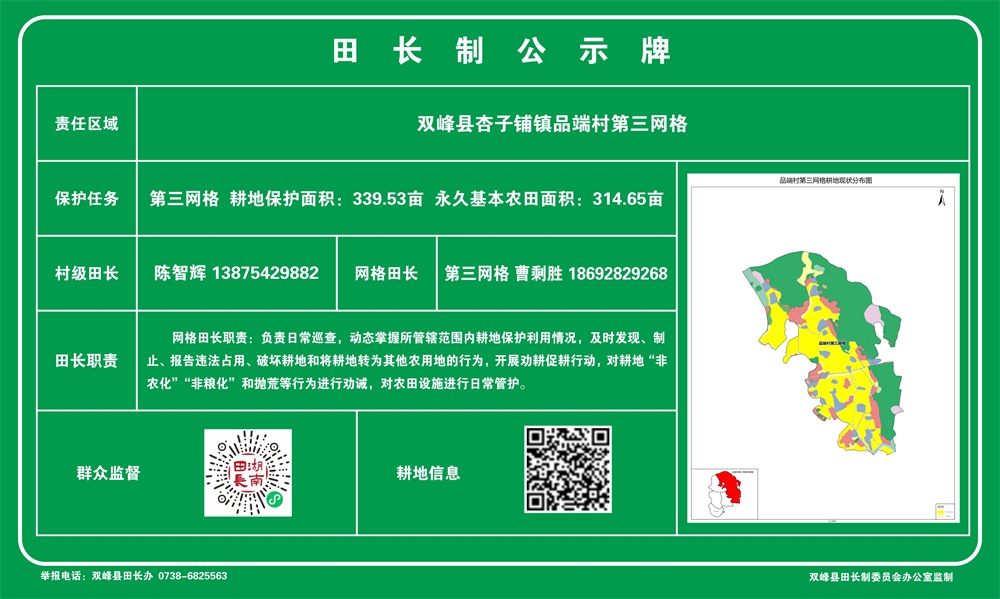 田长制公示牌
责任区域
双峰县杏子铺镇品端村第三网格
保护任务
第三网格 耕地保护面积：339.53亩 永久基本农田面积：314.65亩
村级田长
陈智辉 13875429882
网格田长
第三网格 曹剩胜 18692829268
田长职责
网格田长职责：负责日常巡查，动态掌握所管辖范围内耕地保护利用情况，及时发现、制
止、报告违法占用、破坏耕地和将耕地转为其他农用地的行为，开展劝耕促耕行动，对耕地“非
农化”“非粮化”和抛荒等行为进行劝诫，对农田设施进行日常管护。
品端村第三网格耕地现状分布图
N
品端村第三网格
群众监督
湖南田長
耕地信息
举报电话：双峰县田长办 0738-6825563
双峰县田长制委员会办公室监制